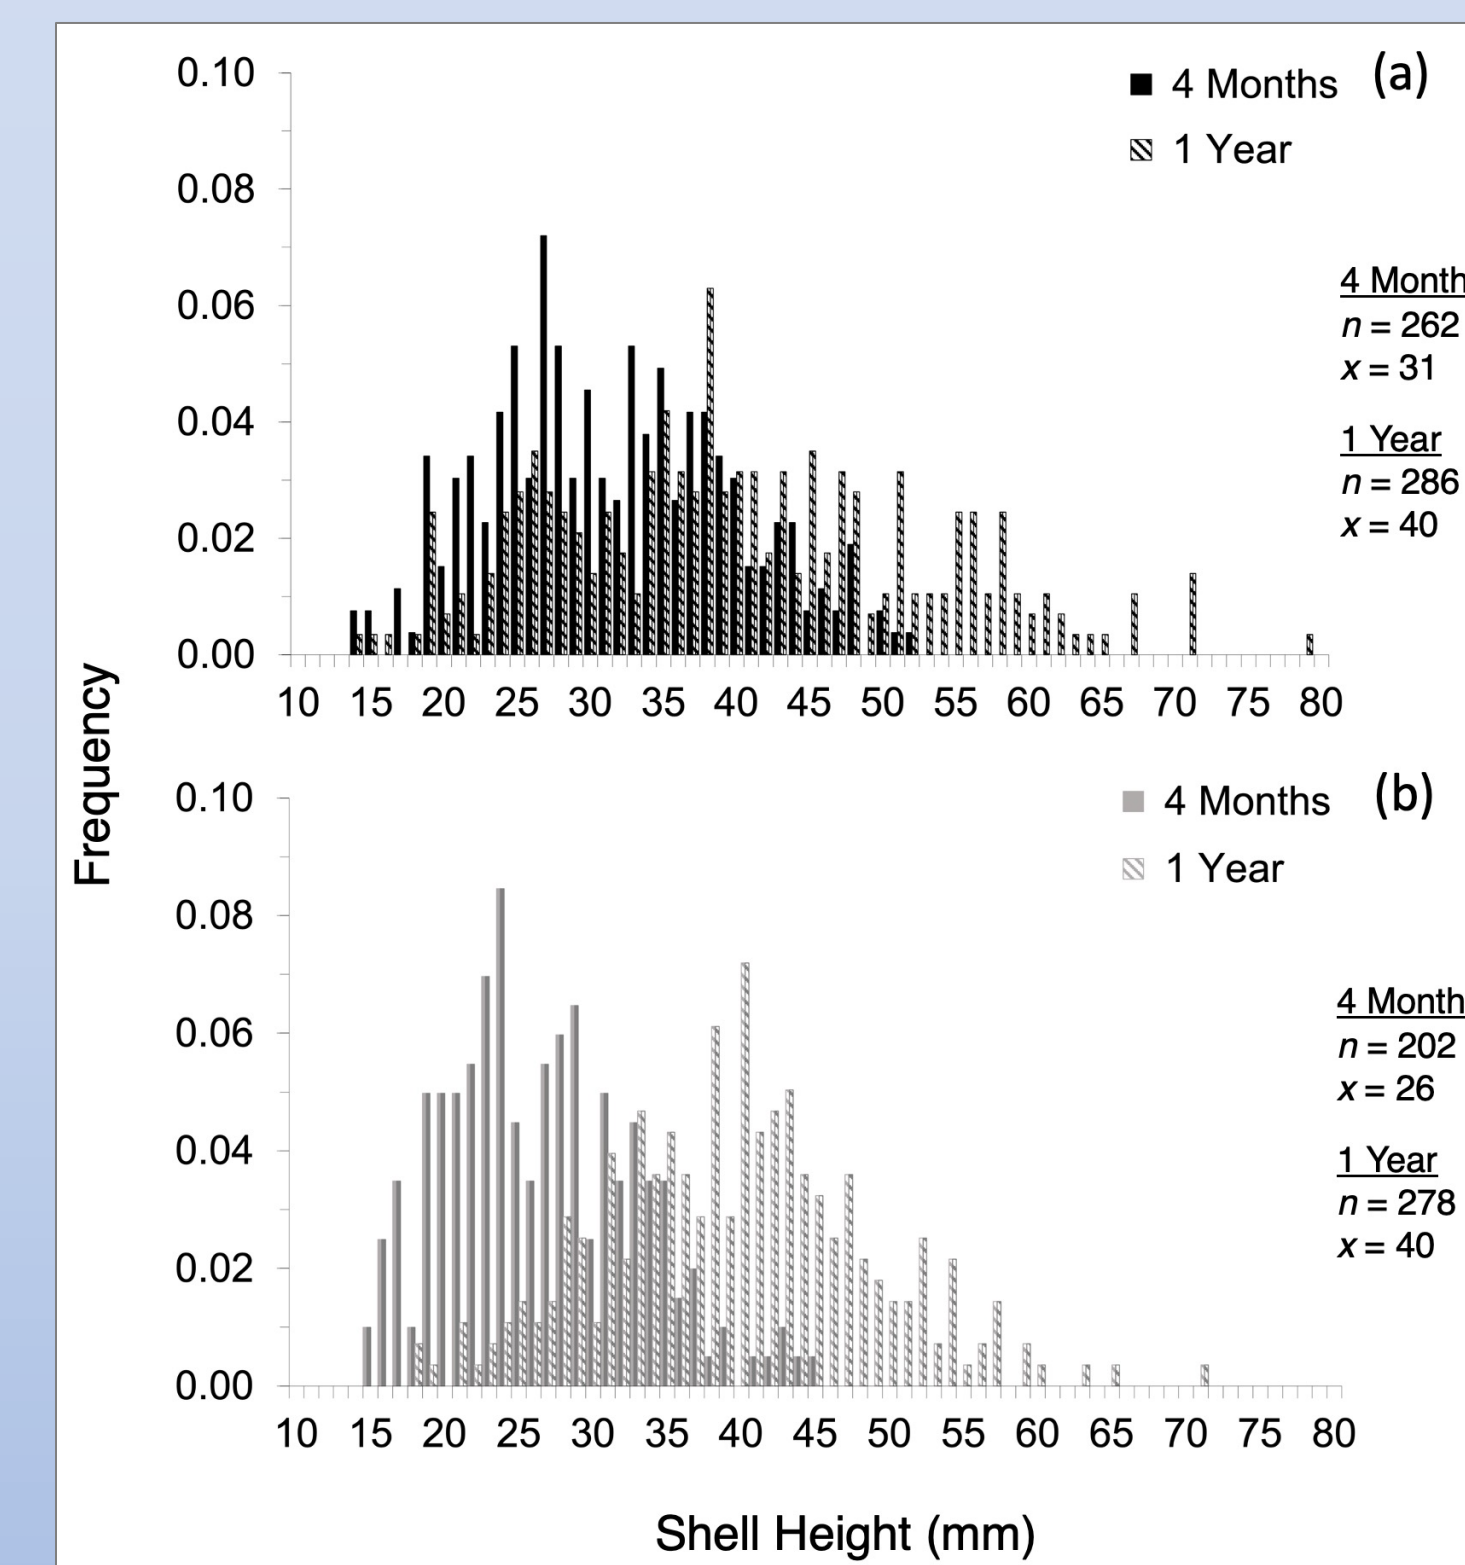 (a)
4 Months
1 Year
0.10
0.08
0.06
0.04
0.02
0.00
4 Month
n = 262
x = 31
1 Year
n = 286
x = 40
10 15 20 25 30 35 40 45 50 55 60 65 70 75 80
Frequency
(b)
4 Months
1 Year
0.10
0.08
0.06
0.04
0.02
0.00
4 Month
n = 202
x = 26
1 Year
n = 278
x = 40
10 15 20 25 30 35 40 45 50 55 60 65 70 75 80
Shell Height (mm)